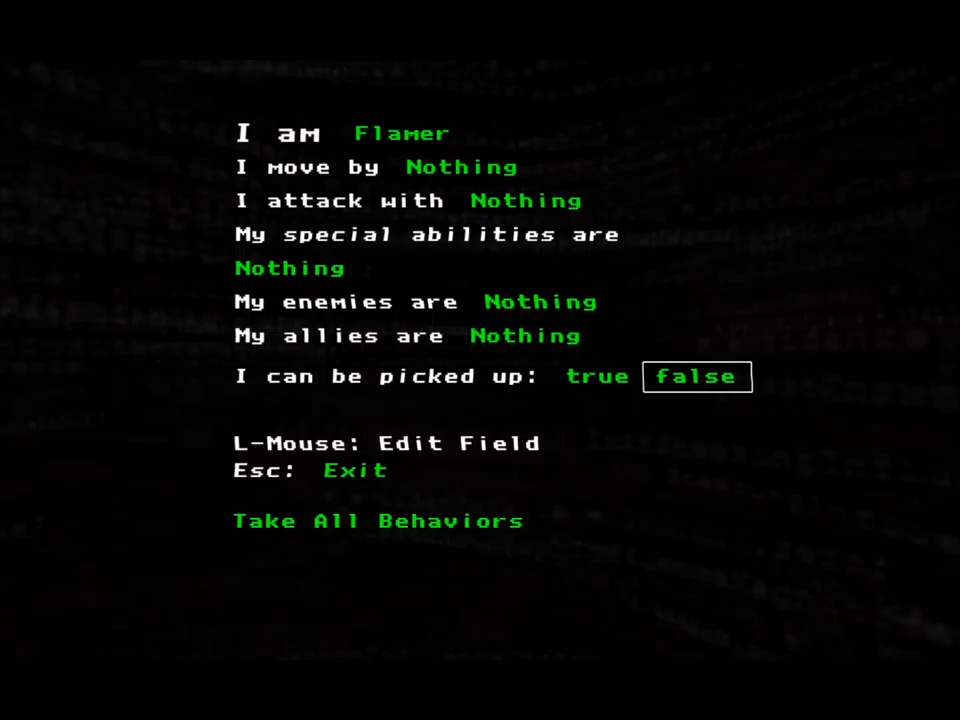 I am Flamer
I move by Nothing
I attack with Nothing
My special abilities are
Nothing
My enemies are Nothing
My allies are Nothing
I can be picked up: true false
L-Mouse: Edit Field
Esc: Exit
Take All Behaviors